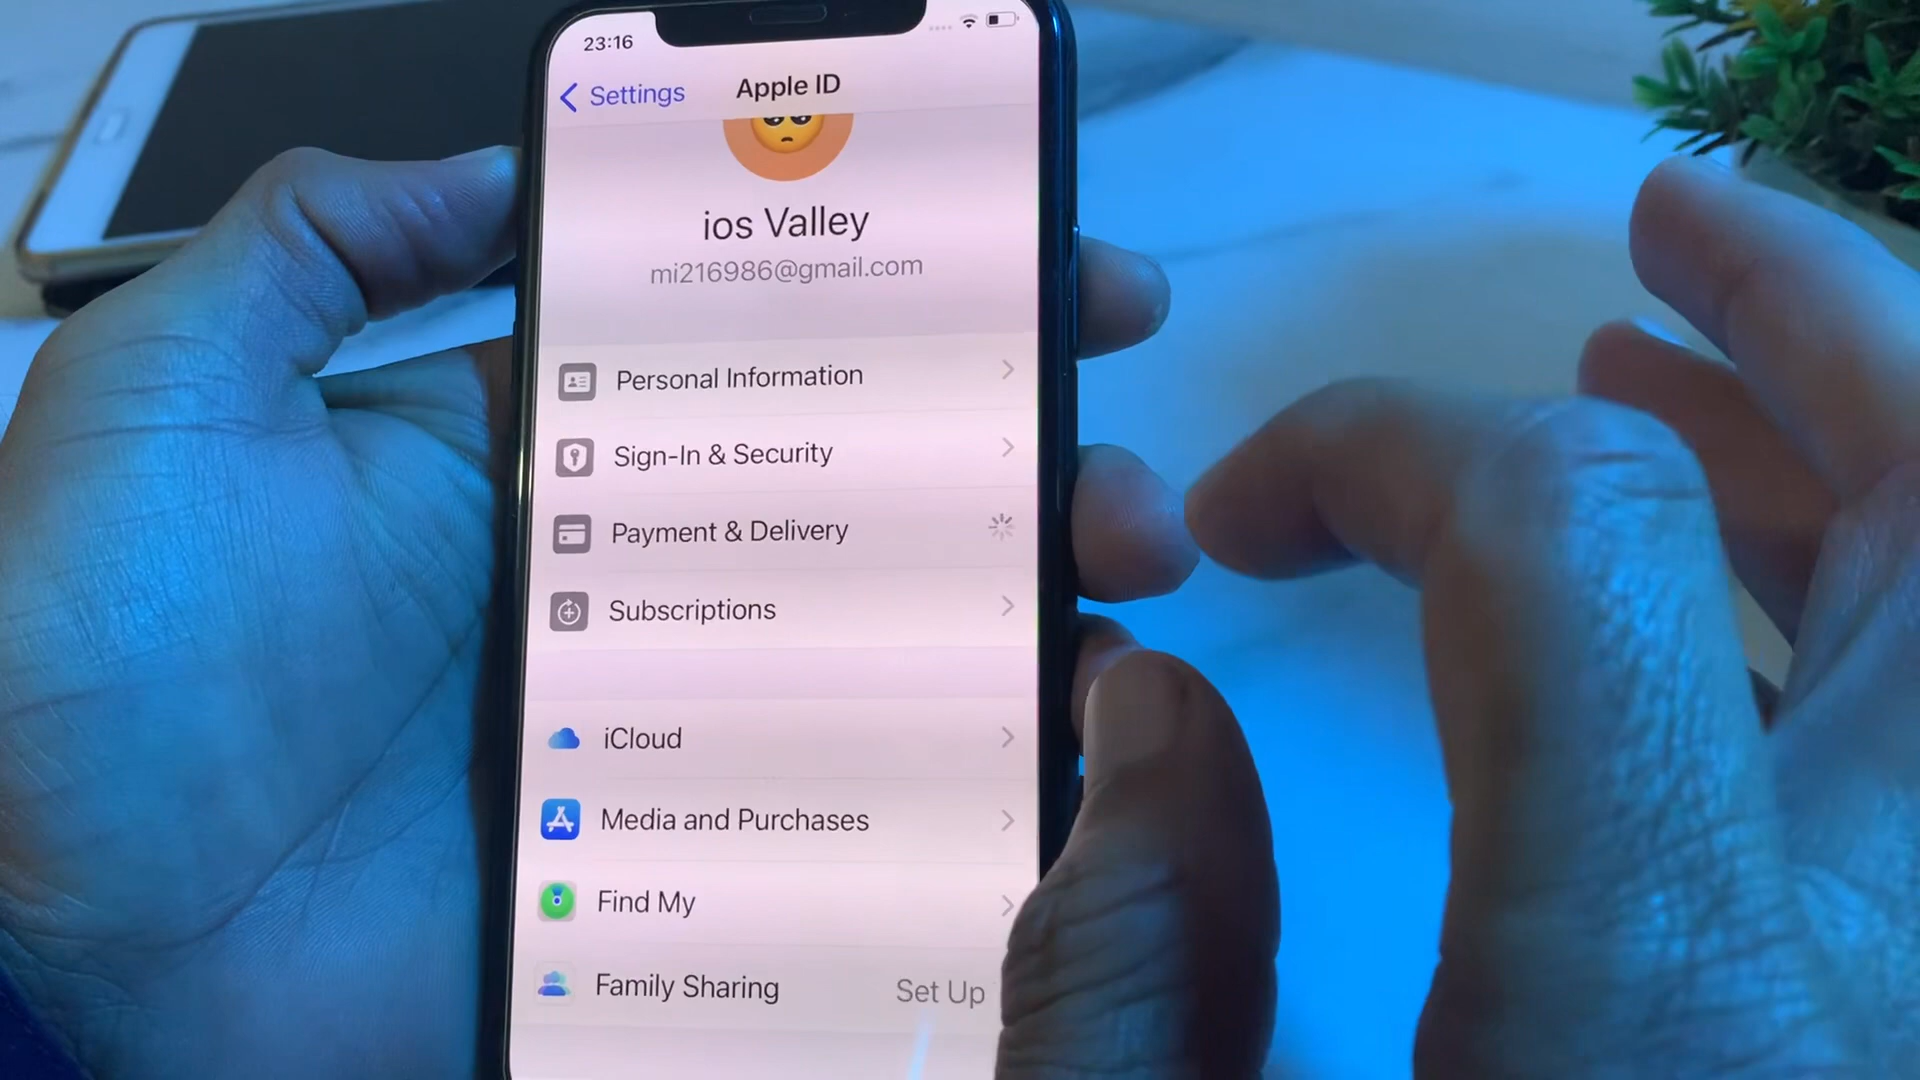 23:16
Settings
Apple ID
ios Valley
mi216986@gmail.com
Personal Information
Sign-In & Security
Payment & Delivery
Subscriptions
iCloud
Media and Purchases
Find My
Family Sharing
Set Up